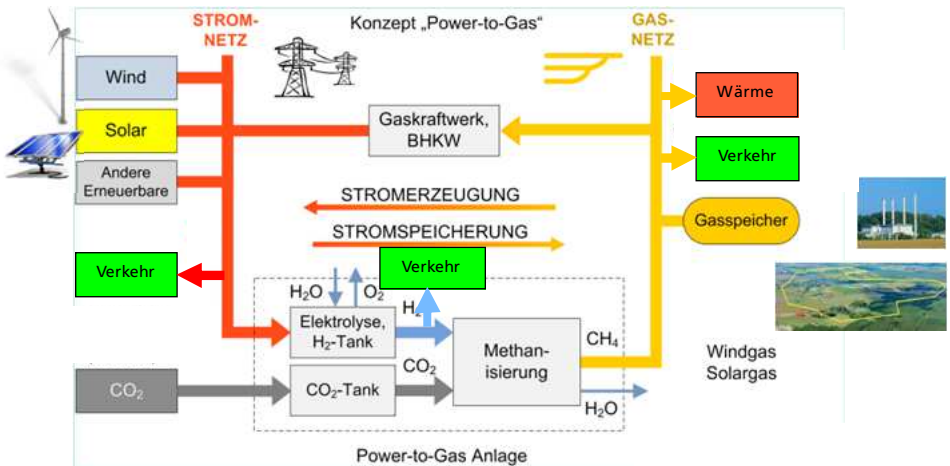 Konzept „Power-to-Gas"
STROM-
NETZ
GAS-
NETZ
Wind
Solar
Andere
Erneuerbare
Verkehr
CO₂
Gaskraftwerk,
BHKW
Wärme
Verkehr
Gasspeicher
STROMERZEUGUNG
STROMSPEICHERUNG
Verkehr
H₂O
O₂
H₂
Elektrolyse,
H₂-Tank
CO₂
CO₂-Tank
Methan-
isierung
CH₄
H₂O
Windgas
Solargas
Power-to-Gas Anlage